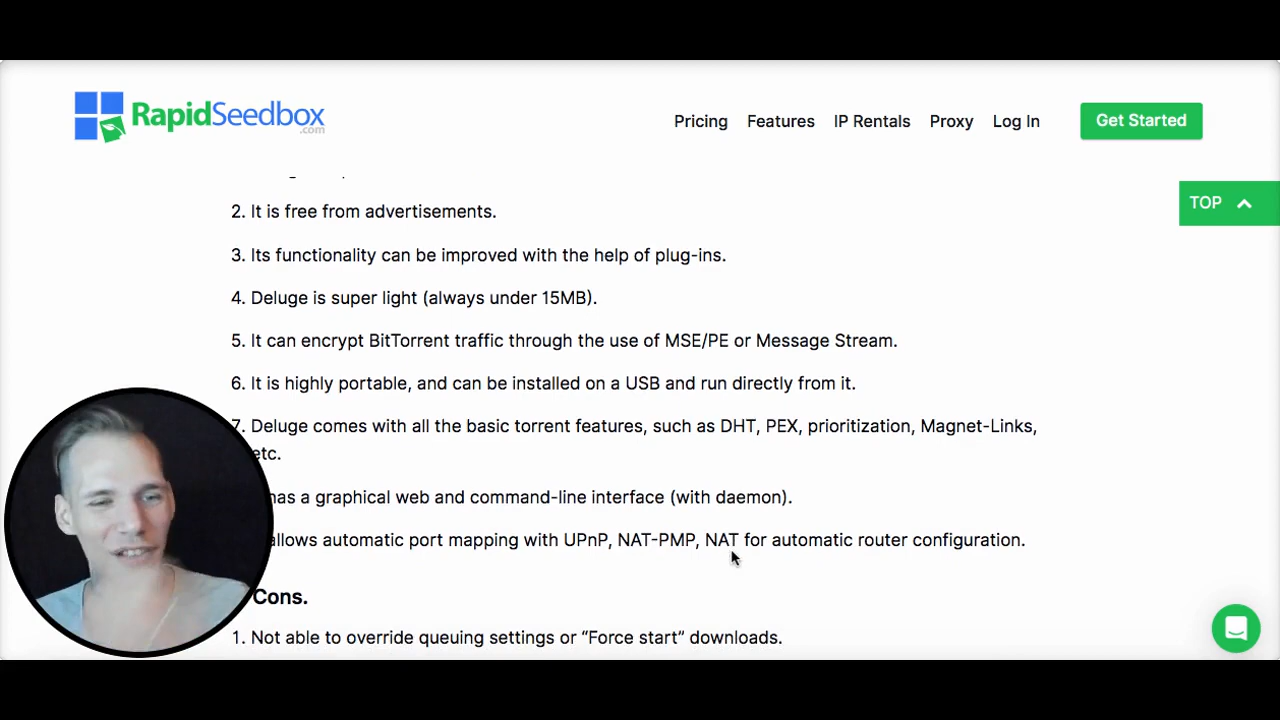 RapidSeedbox
.com
Pricing Features IP Rentals Proxy Log In Get Started
TOP
2. It is free from advertisements.
3. Its functionality can be improved with the help of plug-ins.
4. Deluge is super light (always under 15MB).
5. It can encrypt BitTorrent traffic through the use of MSE/PE or Message Stream.
6. It is highly portable, and can be installed on a USB and run directly from it.
7. Deluge comes with all the basic torrent features, such as DHT, PEX, prioritization, Magnet-Links,
etc.
has a graphical web and command-line interface (with daemon).
allows automatic port mapping with UPnP, NAT-PMP, NAT for automatic router configuration.
Cons.
1. Not able to override queuing settings or “Force start” downloads.